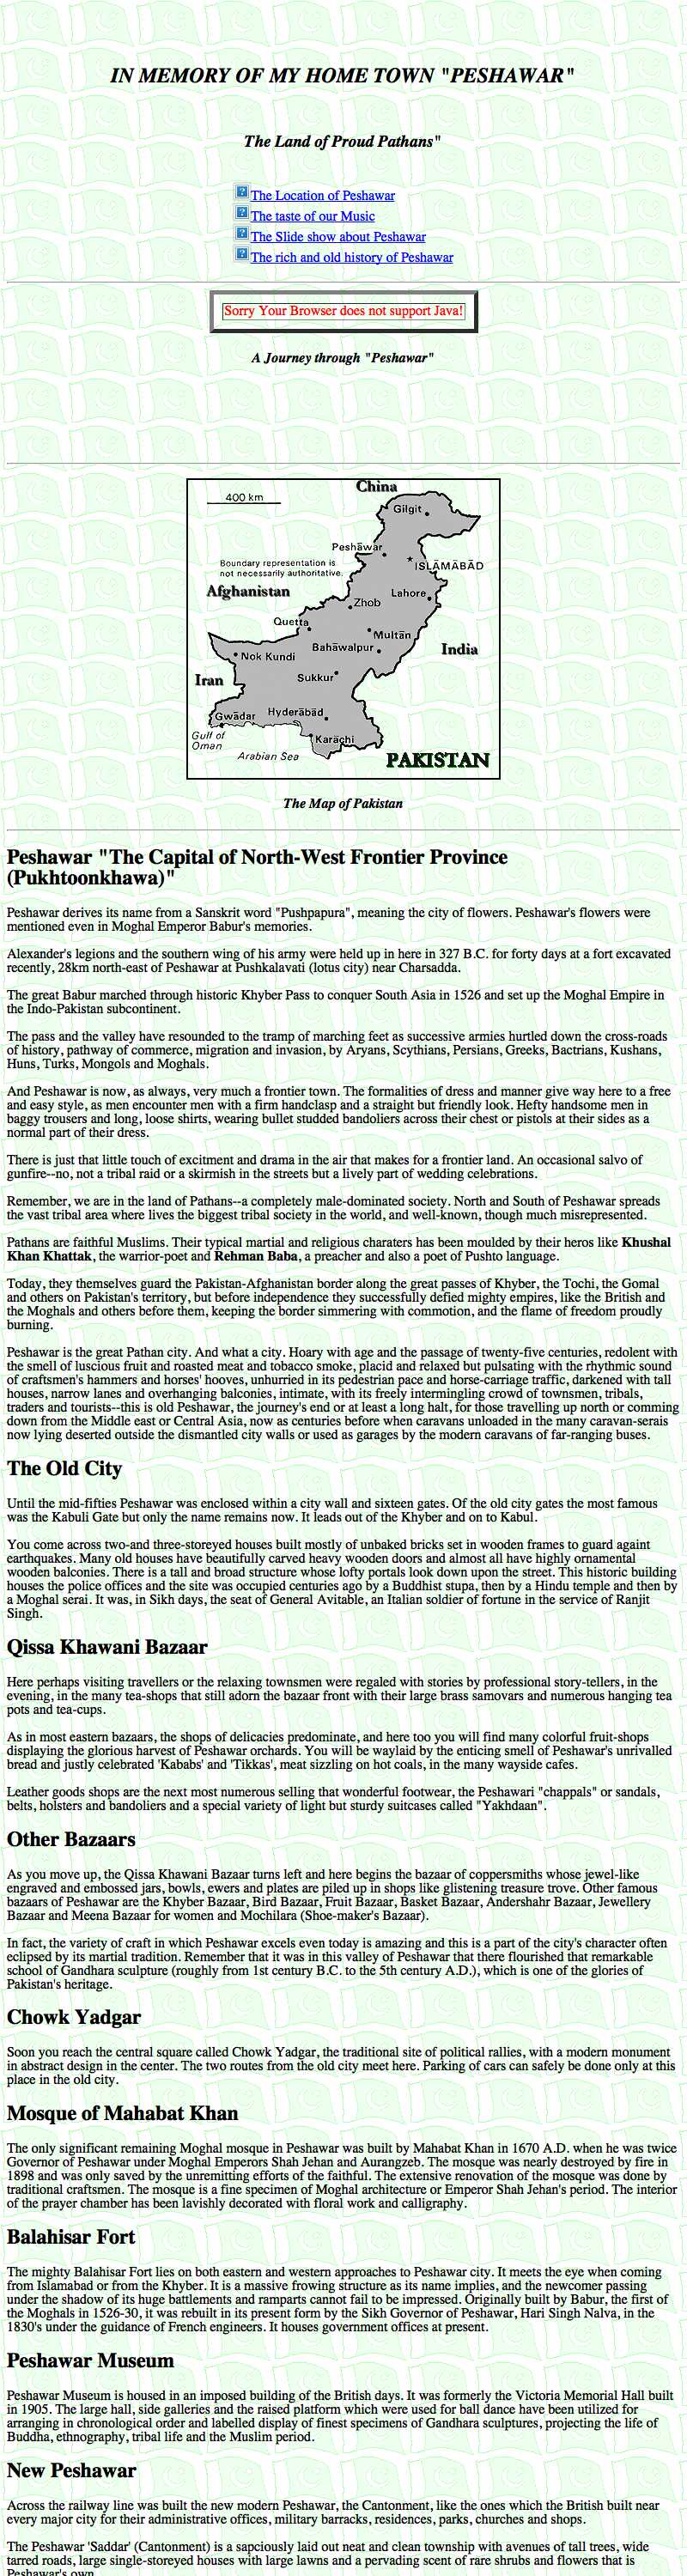 IN MEMORY OF MY HOME TOWN "PESHAWAR"
The Land of Proud Pathans"
The Location of Peshawar
The taste of our Music
The Slide show about Peshawar
The rich and old history of Peshawar
Sorry Your Browser does not support Java!
A Journey through "Peshawar"
China
400 km
Gilgit
Peshāwar
Boundary representation is
not necessarily authoritative.
ISLĀMĀBĀD
Afghanistan
Lahore
Zhob
Quetta
Multān
Bahāwalpur
India
Nok Kundi
Sukkur
Iran
Gwādar
Hyderābād
Gulf of
Oman
Karāchi
Arabian Sea
PAKISTAN
The Map of Pakistan
Peshawar "The Capital of North-West Frontier Province
(Pukhtoonkhawa)"
Peshawar derives its name from a Sanskrit word "Pushpapura", meaning the city of flowers. Peshawar's flowers were
mentioned even in Moghal Emperor Babur's memories.
Alexander's legions and the southern wing of his army were held up in here in 327 B.C. for forty days at a fort excavated
recently, 28km north-east of Peshawar at Pushkalavati (lotus city) near Charsadda.
The great Babur marched through historic Khyber Pass to conquer South Asia in 1526 and set up the Moghal Empire in
the Indo-Pakistan subcontinent.
The pass and the valley have resounded to the tramp of marching feet as successive armies hurtled down the cross-roads
of history, pathway of commerce, migration and invasion, by Aryans, Scythians, Persians, Greeks, Bactrians, Kushans,
Huns, Turks, Mongols and Moghals.
And Peshawar is now, as always, very much a frontier town. The formalities of dress and manner give way here to a free
and easy style, as men encounter men with a firm handclasp and a straight but friendly look. Hefty handsome men in
baggy trousers and long, loose shirts, wearing bullet studded bandoliers across their chest or pistols at their sides as a
normal part of their dress.
There is just that little touch of excitment and drama in the air that makes for a frontier land. An occasional salvo of
gunfire--no, not a tribal raid or a skirmish in the streets but a lively part of wedding celebrations.
Remember, we are in the land of Pathans--a completely male-dominated society. North and South of Peshawar spreads
the vast tribal area where lives the biggest tribal society in the world, and well-known, though much misrepresented.
Pathans are faithful Muslims. Their typical martial and religious charaters has been moulded by their heros like Khushal
Khan Khattak, the warrior-poet and Rehman Baba, a preacher and also a poet of Pushto language.
Today, they themselves guard the Pakistan-Afghanistan border along the great passes of Khyber, the Tochi, the Gomal
and others on Pakistan's territory, but before independence they successfully defied mighty empires, like the British and
the Moghals and others before them, keeping the border simmering with commotion, and the flame of freedom proudly
burning.
Peshawar is the great Pathan city. And what a city. Hoary with age and the passage of twenty-five centuries, redolent with
the smell of luscious fruit and roasted meat and tobacco smoke, placid and relaxed but pulsating with the rhythmic sound
of craftsmen's hammers and horses' hooves, unhurried in its pedestrian pace and horse-carriage traffic, darkened with tall
houses, narrow lanes and overhanging balconies, intimate, with its freely intermingling crowd of townsmen, tribals,
traders and tourists--this is old Peshawar, the journey's end or at least a long halt, for those travelling up north or comming
down from the Middle east or Central Asia, now as centuries before when caravans unloaded in the many caravan-serais
now lying deserted outside the dismantled city walls or used as garages by the modern caravans of far-ranging buses.
The Old City
Until the mid-fifties Peshawar was enclosed within a city wall and sixteen gates. Of the old city gates the most famous
was the Kabuli Gate but only the name remains now. It leads out of the Khyber and on to Kabul.
You come across two-and three-storeyed houses built mostly of unbaked bricks set in wooden frames to guard againt
earthquakes. Many old houses have beautifully carved heavy wooden doors and almost all have highly ornamental
wooden balconies. There is a tall and broad structure whose lofty portals look down upon the street. This historic building
houses the police offices and the site was occupied centuries ago by a Buddhist stupa, then by a Hindu temple and then by
a Moghal serai. It was, in Sikh days, the seat of General Avitable, an Italian soldier of fortune in the service of Ranjit
Singh.
Qissa Khawani Bazaar
Here perhaps visiting travellers or the relaxing townsmen were regaled with stories by professional story-tellers, in the
evening, in the many tea-shops that still adorn the bazaar front with their large brass samovars and numerous hanging tea
pots and tea-cups.
As in most eastern bazaars, the shops of delicacies predominate, and here too you will find many colorful fruit-shops
displaying the glorious harvest of Peshawar orchards. You will be waylaid by the enticing smell of Peshawar's unrivalled
bread and justly celebrated 'Kababs' and 'Tikkas', meat sizzling on hot coals, in the many wayside cafes.
Leather goods shops are the next most numerous selling that wonderful footwear, the Peshawari "chappals" or sandals,
belts, holsters and bandoliers and a special variety of light but sturdy suitcases called "Yakhdaan".
Other Bazaars
As you move up, the Qissa Khawani Bazaar turns left and here begins the bazaar of coppersmiths whose jewel-like
engraved and embossed jars, bowls, ewers and plates are piled up in shops like glistening treasure trove. Other famous
bazaars of Peshawar are the Khyber Bazaar, Bird Bazaar, Fruit Bazaar, Basket Bazaar, Andershahr Bazaar, Jewellery
Bazaar and Meena Bazaar for women and Mochilara (Shoe-maker's Bazaar).
In fact, the variety of craft in which Peshawar excels even today is amazing and this is a part of the city's character often
eclipsed by its martial tradition. Remember that it was in this valley of Peshawar that there flourished that remarkable
school of Gandhara sculpture (roughly from 1st century B.C. to the 5th century A.D.), which is one of the glories of
Pakistan's heritage.
Chowk Yadgar
Soon you reach the central square called Chowk Yadgar, the traditional site of political rallies, with a modern monument
in abstract design in the center. The two routes from the old city meet here. Parking of cars can safely be done only at this
place in the old city.
Mosque of Mahabat Khan
The only significant remaining Moghal mosque in Peshawar was built by Mahabat Khan in 1670 A.D. when he was twice
Governor of Peshawar under Moghal Emperors Shah Jehan and Aurangzeb. The mosque was nearly destroyed by fire in
1898 and was only saved by the unremitting efforts of the faithful. The extensive renovation of the mosque was done by
traditional craftsmen. The mosque is a fine specimen of Moghal architecture or Emperor Shah Jehan's period. The interior
of the prayer chamber has been lavishly decorated with floral work and calligraphy.
Balahisar Fort
The mighty Balahisar Fort lies on both eastern and western approaches to Peshawar city. It meets the eye when coming
from Islamabad or from the Khyber. It is a massive frowing structure as its name implies, and the newcomer passing
under the shadow of its huge battlements and ramparts cannot fail to be impressed. Originally built by Babur, the first of
the Moghals in 1526-30, it was rebuilt in its present form by the Sikh Governor of Peshawar, Hari Singh Nalva, in the
1830's under the guidance of French engineers. It houses government offices at present.
Peshawar Museum
Peshawar Museum is housed in an imposed building of the British days. It was formerly the Victoria Memorial Hall built
in 1905. The large hall, side galleries and the raised platform which were used for ball dance have been utilized for
arranging in chronological order and labelled display of finest specimens of Gandhara sculptures, projecting the life of
Buddha, ethnography, tribal life and the Muslim period.
New Peshawar
Across the railway line was built the new modern Peshawar, the Cantonment, like the ones which the British built near
every major city for their administrative offices, military barracks, residences, parks, churches and shops.
The Peshawar 'Saddar' (Cantonment) is a sapciously laid out neat and clean township with avenues of tall trees, wide
tarred roads, large single-storeyed houses with large lawns and a pervading scent of rare shrubs and flowers that is
Peshawar's own.